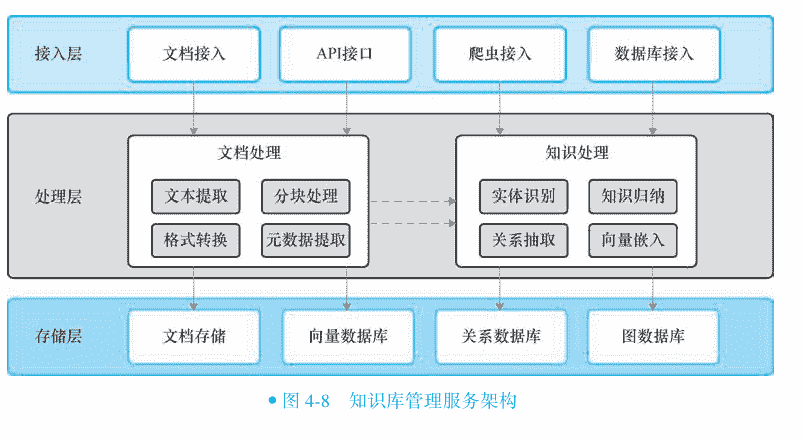 接入层
文档接入
API接口
爬虫接入
数据库接入
处理层
文档处理
文本提取
分块处理
格式转换
元数据提取
知识处理
实体识别
知识归纳
关系抽取
向量嵌入
存储层
文档存储
向量数据库
关系数据库
图数据库
● 图 4-8 知识库管理服务架构